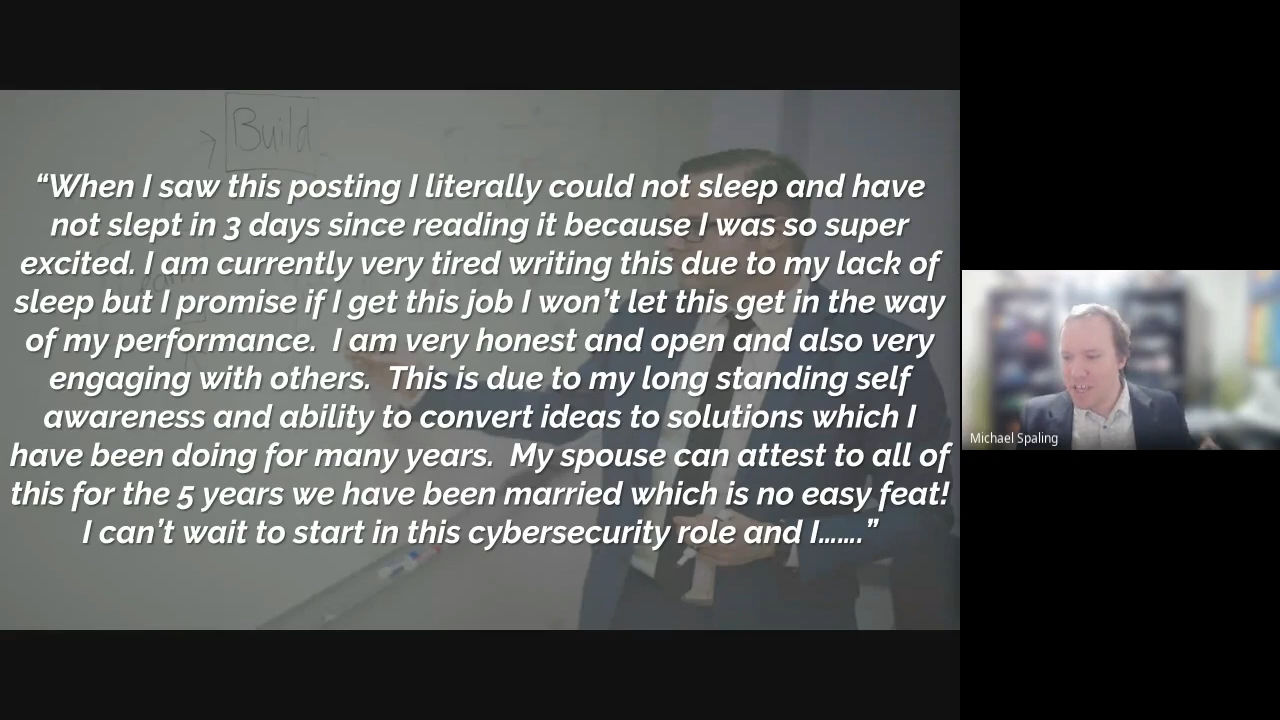 Build
“When I saw this posting I literally could not sleep and have
not slept in 3 days since reading it because I was so super
excited. I am currently very tired writing this due to my lack of
sleep but I promise if I get this job I won’t let this get in the way
of my performance.  I am very honest and open and also very
engaging with others.  This is due to my long standing self
awareness and ability to convert ideas to solutions which I
have been doing for many years.  My spouse can attest to all of
this for the 5 years we have been married which is no easy feat!
I can’t wait to start in this cybersecurity role and I…….”
Michael Spaling